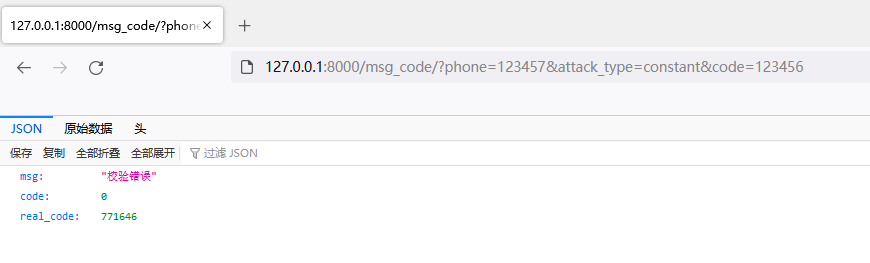 127.0.0.1:8000/msg_code/?phone
127.0.0.1:8000/msg_code/?phone=123457&attack_type=constant&code=123456
JSON 原始数据 头
保存 复制 全部折叠 全部展开 过滤 JSON
msg: "校验错误"
code: 0
real_code: 771646